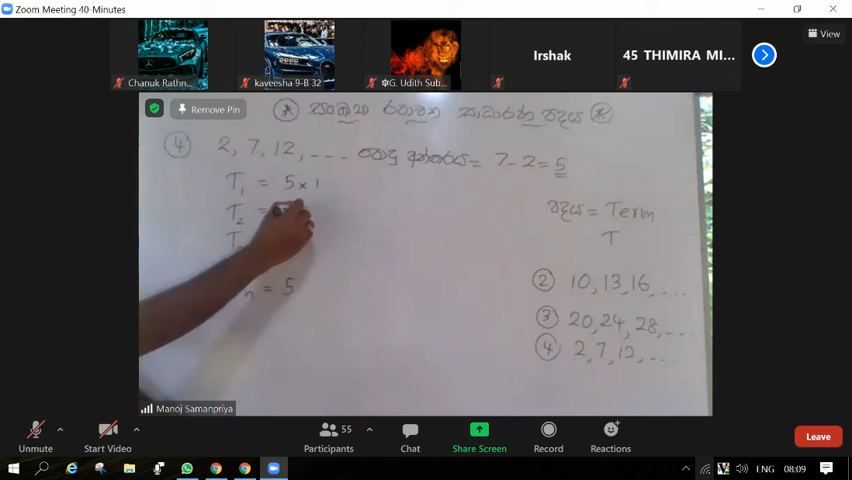 Zoom Meeting 40-Minutes
View
Chanuk Rathn...
kaveesha 9-B 32
G. Udith Sub...
Irshak
45 THIMIRA MI...
Remove Pin
සංඛ්‍යා රටාවක සාධාරණ පදය
④ 2, 7, 12, ... පොදු අන්තරය = 7 - 2 = 5
T₁ = 5 × 1
T₂ =
පදය = Term
T
n = 5
② 10, 13, 16, ....
③ 20, 24, 28, ....
④ 2, 7, 12, ....
Manoj Samanpriya
Unmute
Start Video
55
Participants
Chat
Share Screen
Record
Reactions
Leave
ENG
08:09